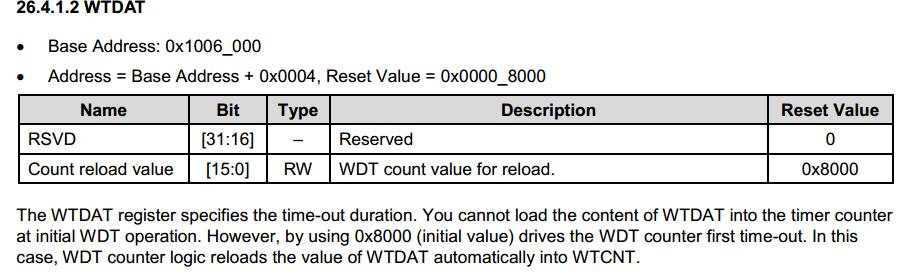 26.4.1.2 WTDAT
• Base Address: 0x1006_000
• Address = Base Address + 0x0004, Reset Value = 0x0000_8000
Name Bit Type Description Reset Value
RSVD [31:16] – Reserved 0
Count reload value [15:0] RW WDT count value for reload. 0x8000
The WTDAT register specifies the time-out duration. You cannot load the content of WTDAT into the timer counter
at initial WDT operation. However, by using 0x8000 (initial value) drives the WDT counter first time-out. In this
case, WDT counter logic reloads the value of WTDAT automatically into WTCNT.